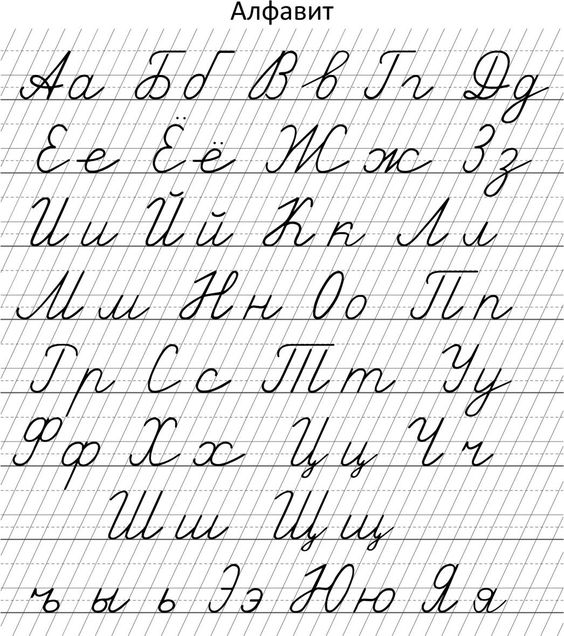 Алфавит
Аа Бб Вв Гг Дд
Ее Ёё Жж Зз
Ии Йй Кк Лл
Мм Нн Оо Пп
Рр Сс Тт Уу
Фф Хх Цц Чч
Шш Щщ
ъ ы ь Ээ Юю Яя